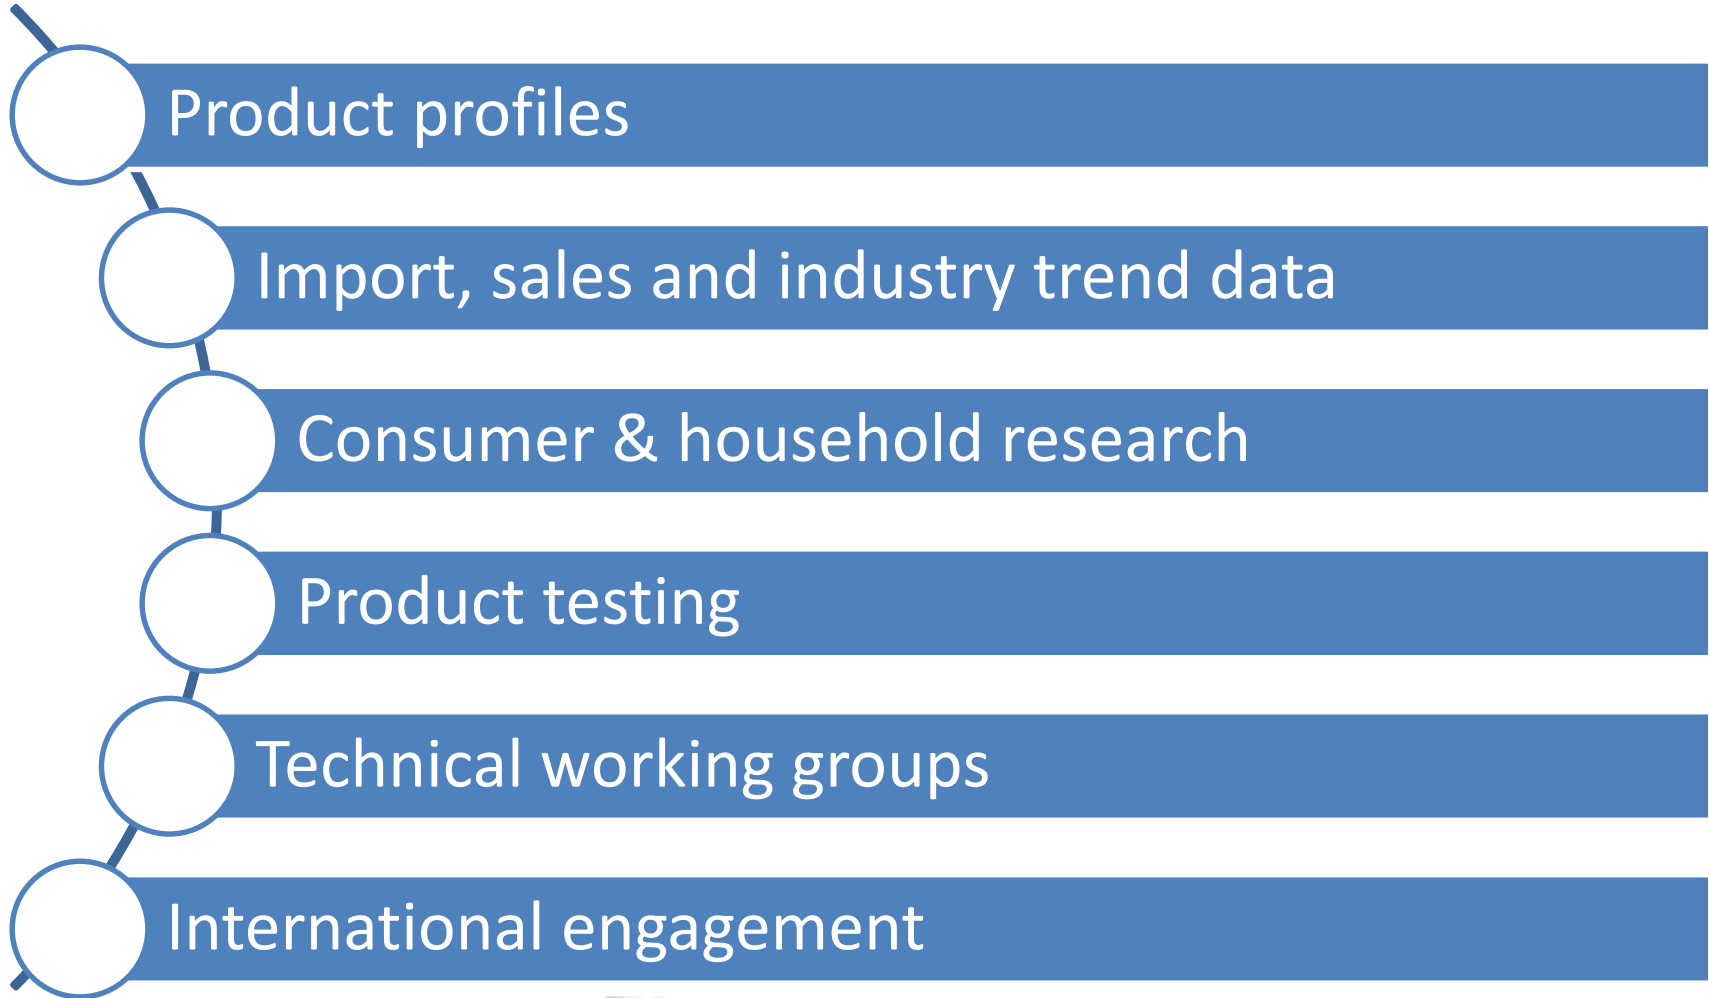 Product profiles
Import, sales and industry trend data
Consumer & household research
Product testing
Technical working groups
International engagement